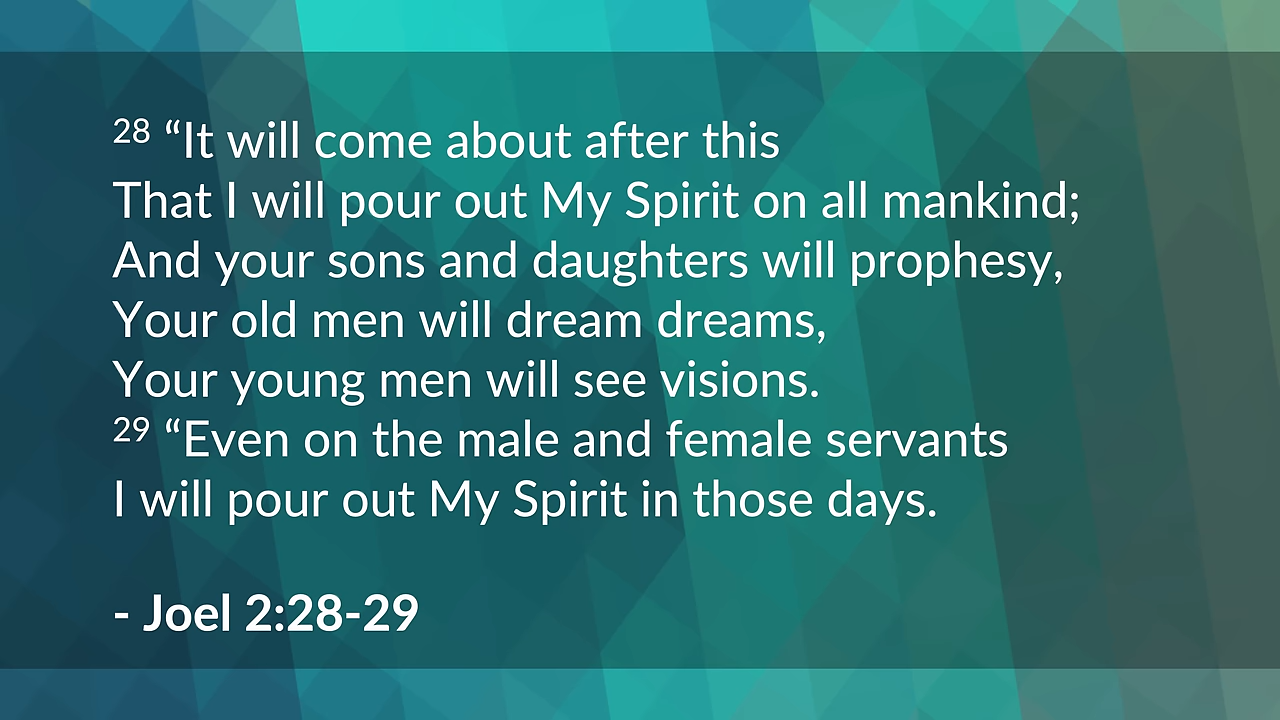 28 “It will come about after this
That I will pour out My Spirit on all mankind;
And your sons and daughters will prophesy,
Your old men will dream dreams,
Your young men will see visions.
29 “Even on the male and female servants
I will pour out My Spirit in those days.
- Joel 2:28-29